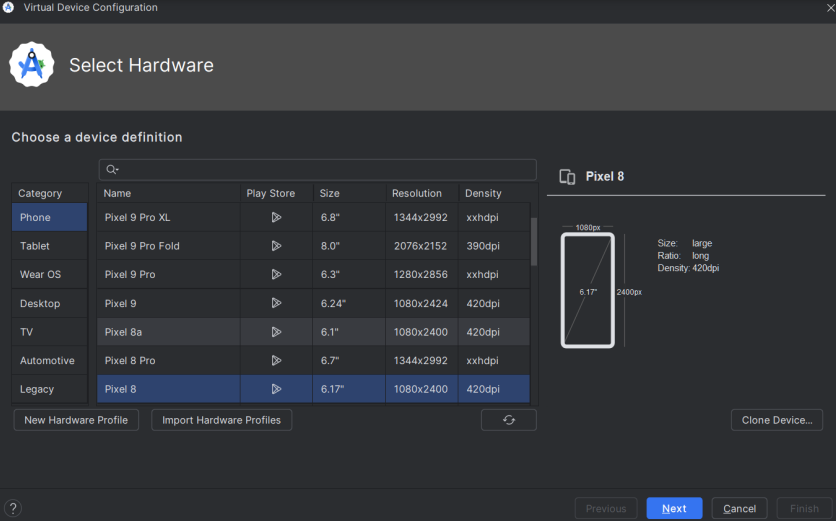 Virtual Device Configuration
Select Hardware
Choose a device definition
Category
Phone
Tablet
Wear OS
Desktop
TV
Automotive
Legacy
Name Play Store Size Resolution Density
Pixel 9 Pro XL 6.8" 1344x2992 xxhdpi
Pixel 9 Pro Fold 8.0" 2076x2152 390dpi
Pixel 9 Pro 6.3" 1280x2856 xxhdpi
Pixel 9 6.24" 1080x2424 420dpi
Pixel 8a 6.1" 1080x2400 420dpi
Pixel 8 Pro 6.7" 1344x2992 xxhdpi
Pixel 8 6.17" 1080x2400 420dpi
Pixel 8
1080px
6.17"
2400px
Size: large
Ratio: long
Density: 420dpi
New Hardware Profile Import Hardware Profiles Clone Device...
? Previous Next Cancel Finish